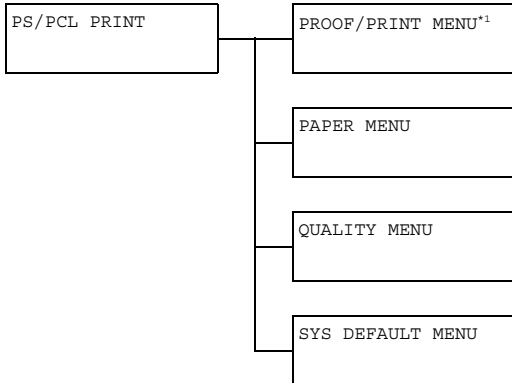 PS/PCL PRINT
PROOF/PRINT MENU*1
PAPER MENU
QUALITY MENU
SYS DEFAULT MENU